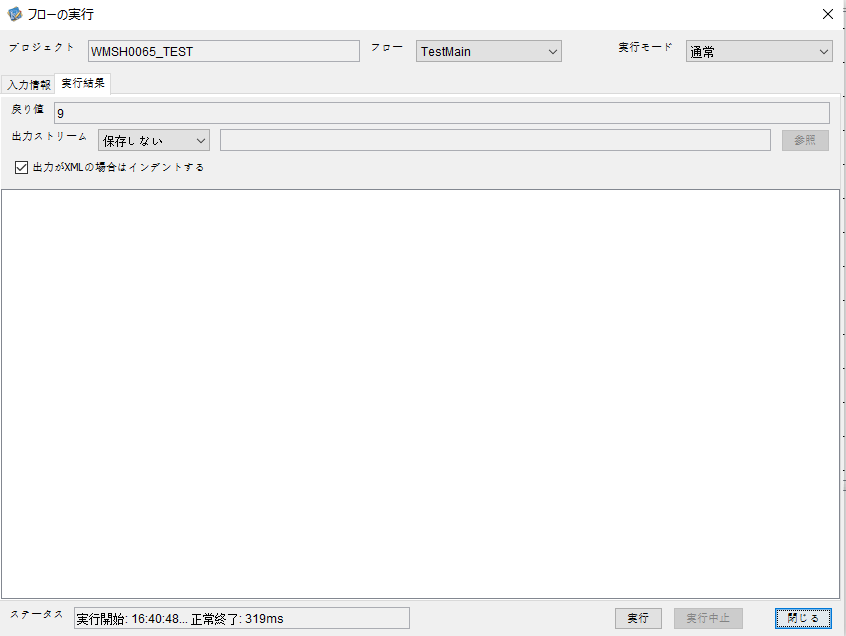 フローの実行
プロジェクト WMSH0065_TEST フロー TestMain 実行モード 通常
入力情報 実行結果
戻り値 9
出力ストリーム 保存しない 参照
出力がXMLの場合はインデントする
ステータス 実行開始: 16:40:48... 正常終了: 319ms 実行 実行中止 閉じる